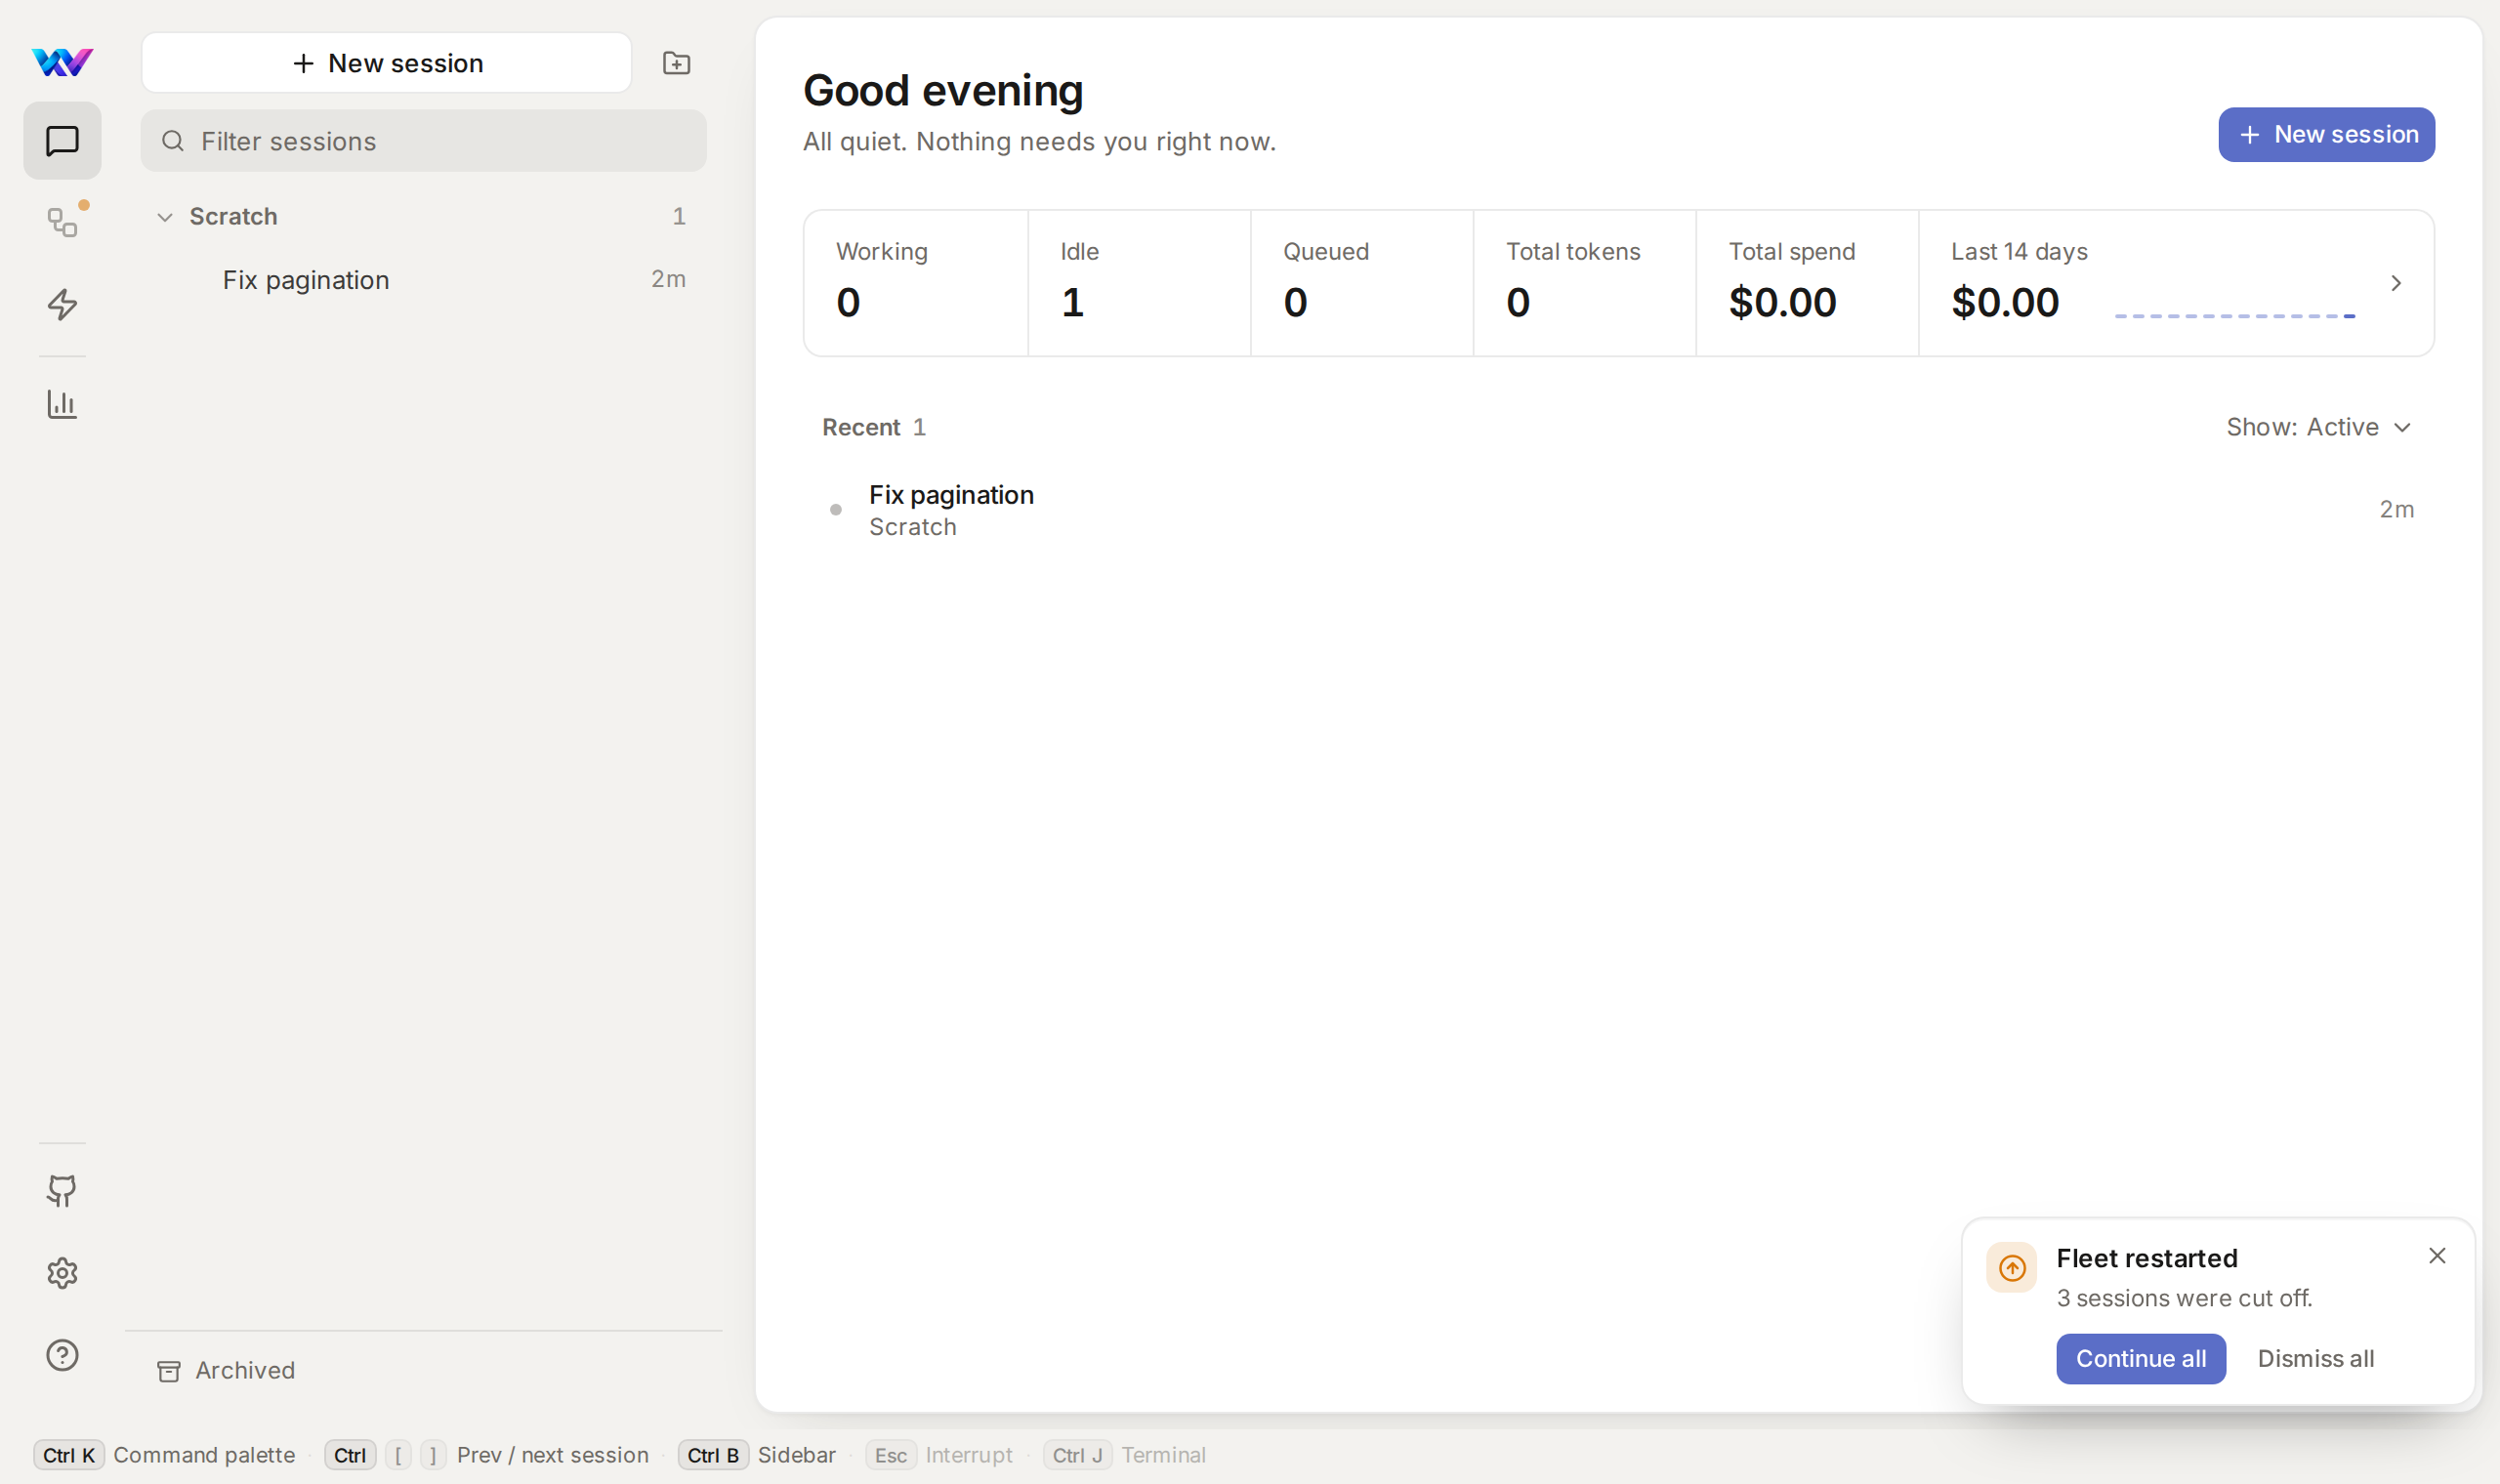 New session
Filter sessions
Scratch 1
Fix pagination 2m
Archived
Good evening
All quiet. Nothing needs you right now.
New session
Working
0
Idle
1
Queued
0
Total tokens
0
Total spend
$0.00
Last 14 days
$0.00
Recent 1
Show: Active
Fix pagination
Scratch
2m
Fleet restarted
3 sessions were cut off.
Continue all
Dismiss all
Ctrl K Command palette · Ctrl [ ] Prev / next session · Ctrl B Sidebar · Esc Interrupt · Ctrl J Terminal